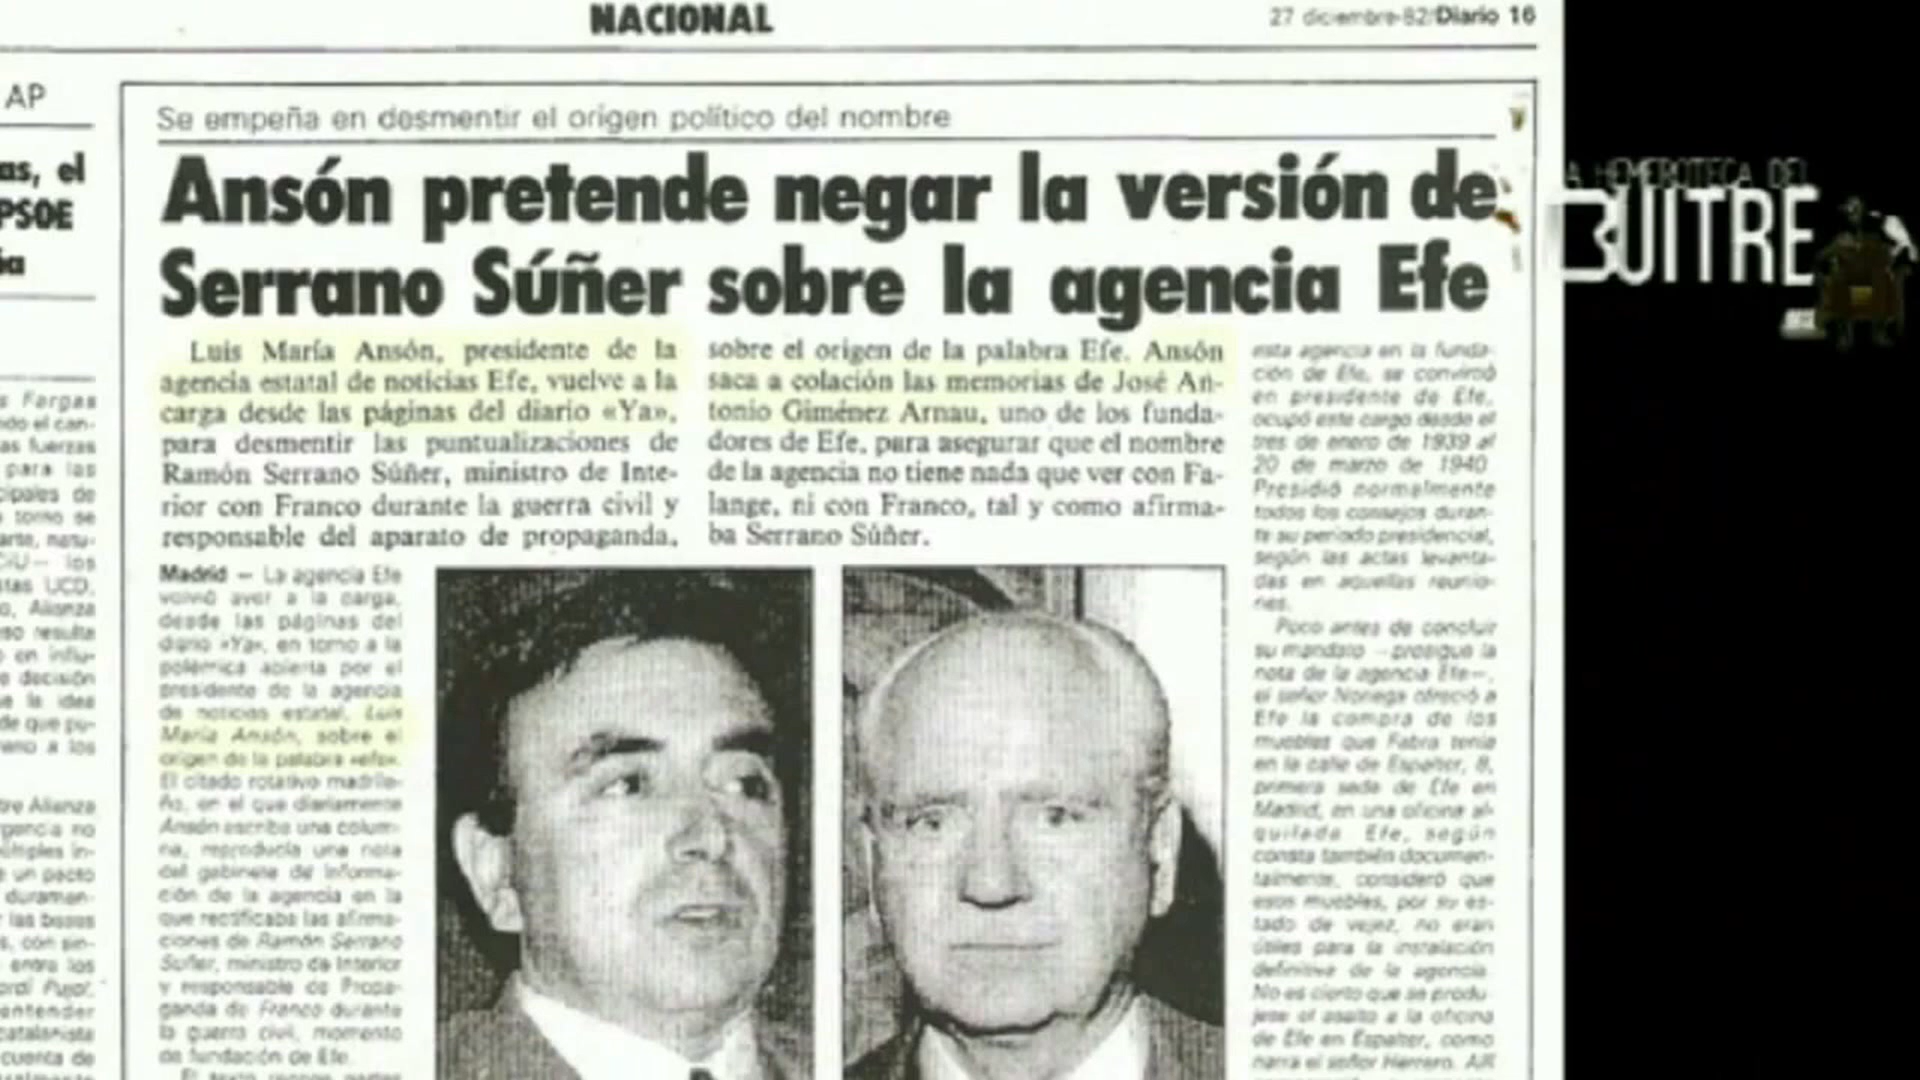 NACIONAL
27 diciembre-82/Diario 16
AP
as, el
PSOE
ia
Se empeña en desmentir el origen político del nombre
Ansón pretende negar la versión de
Serrano Súñer sobre la agencia Efe
Luis María Ansón, presidente de la
agencia estatal de noticias Efe, vuelve a la
carga desde las páginas del diario «Ya»,
para desmentir las puntualizaciones de
Ramón Serrano Súñer, ministro de Inte-
rior con Franco durante la guerra civil y
responsable del aparato de propaganda,
sobre el origen de la palabra Efe. Ansón
saca a colación las memorias de José An-
tonio Giménez Arnau, uno de los funda-
dores de Efe, para asegurar que el nombre
de la agencia no tiene nada que ver con Fa-
lange, ni con Franco, tal y como afirma-
ba Serrano Súñer.
Madrid — La agencia Efe
volvió ayer a la carga,
desde las páginas del
diario «Ya», en torno a la
polémica abierta por el
presidente de la agencia
de noticias estatal, Luis
María Ansón, sobre el
origen de la palabra «efe».
El citado rotativo madrile-
ño, en el que diariamente
Ansón escribe una colum-
na, reproducía una nota
del gabinete de Informa-
ción de la agencia en la
que rectificaba las afirma-
ciones de Ramón Serrano
Súñer, ministro de Interior
y responsable de Propa-
ganda de Franco durante
la guerra civil, momento
de fundación de Efe.
esta agencia en la funda-
ción de Efe, se convirtió
en presidente de Efe,
ocupó este cargo desde el
tres de enero de 1939 al
20 de marzo de 1940.
Presidió normalmente
todos los consejos duran-
te su periodo presidencial,
según las actas levanta-
das en aquellas reunio-
nes.
Poco antes de concluir
su mandato —prosigue la
nota de la agencia Efe—,
el señor Noriega ofreció a
Efe la compra de los
muebles que Fabra tenía
en la calle de Espalter, 8,
primera sede de Efe en
Madrid, en una oficina al-
quilada. Efe, según
consta también documen-
talmente, consideró que
esos muebles, por su es-
tado de vejez, no eran
útiles para la instalación
definitiva de la agencia.
No es cierto que se produ-
jese el asalto a la oficina
de Efe en Espalter, como
narra el señor Herrero. Allí
A HEMEROTECA DEL
BUITRE